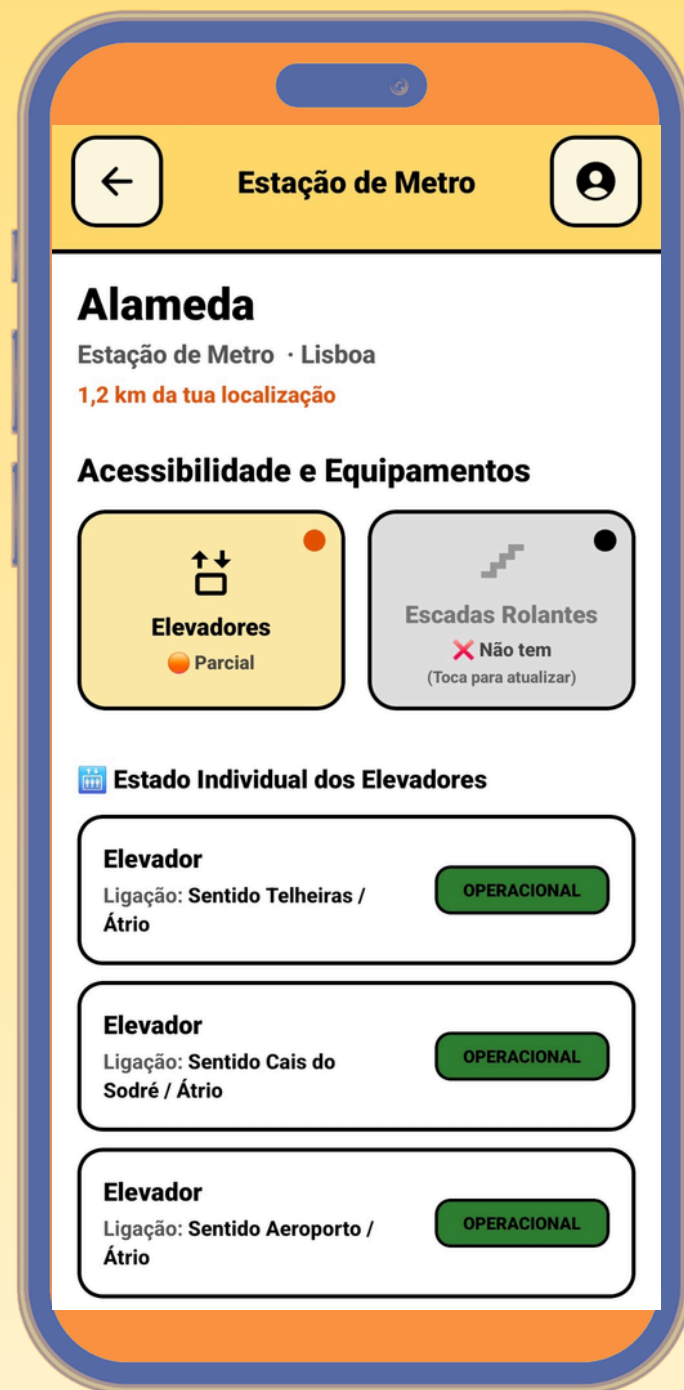 Estação de Metro
Alameda
Estação de Metro · Lisboa
1,2 km da tua localização
Acessibilidade e Equipamentos
Elevadores
Parcial
Escadas Rolantes
Não tem
(Toca para atualizar)
Estado Individual dos Elevadores
Elevador
Ligação: Sentido Telheiras /
Átrio
OPERACIONAL
Elevador
Ligação: Sentido Cais do
Sodré / Átrio
OPERACIONAL
Elevador
Ligação: Sentido Aeroporto /
Átrio
OPERACIONAL